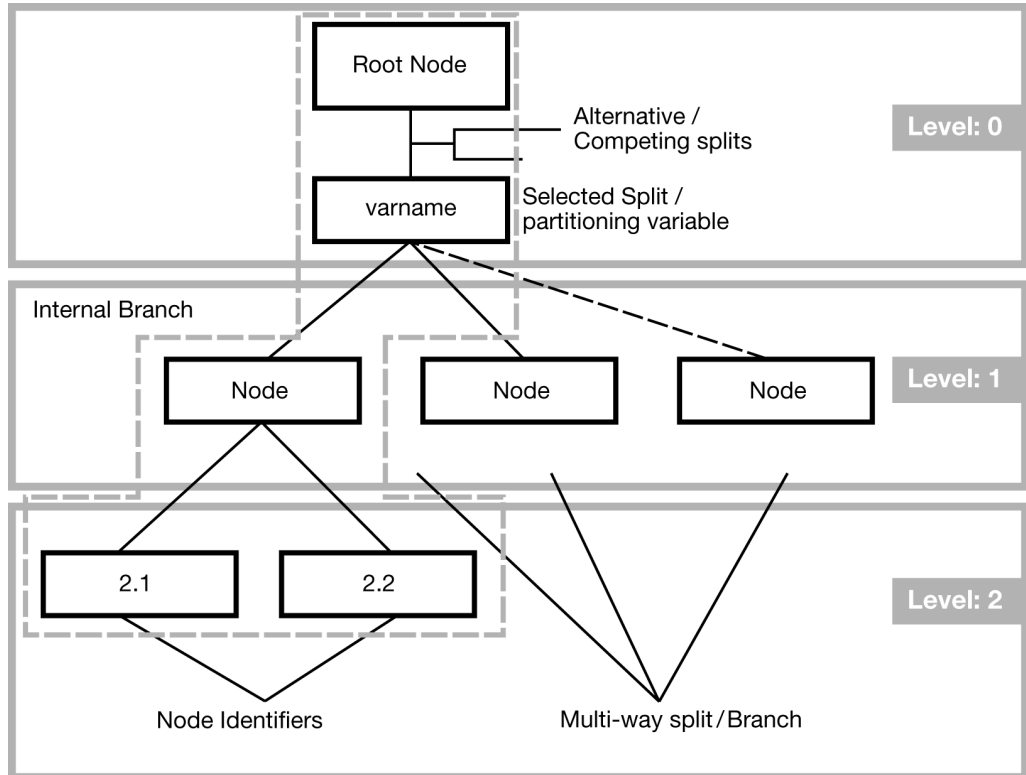 Root Node
Alternative /
Competing splits
Level: 0
varname
Selected Split /
partitioning variable
Internal Branch
Node
Node
Node
Level: 1
2.1
2.2
Level: 2
Node Identifiers
Multi-way split/Branch